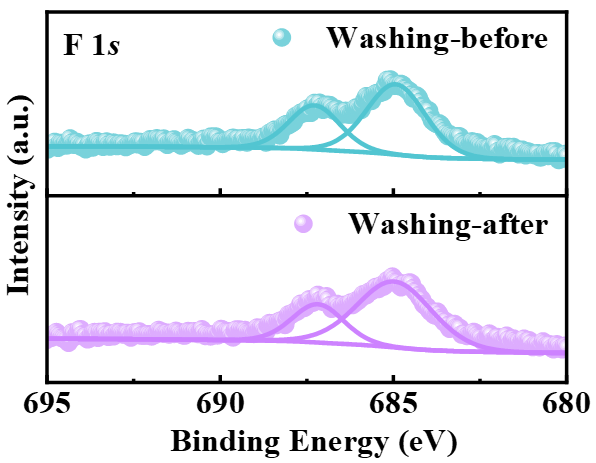 F 1s
Washing-before
Washing-after
Intensity (a.u.)
695 690 685 680
Binding Energy (eV)